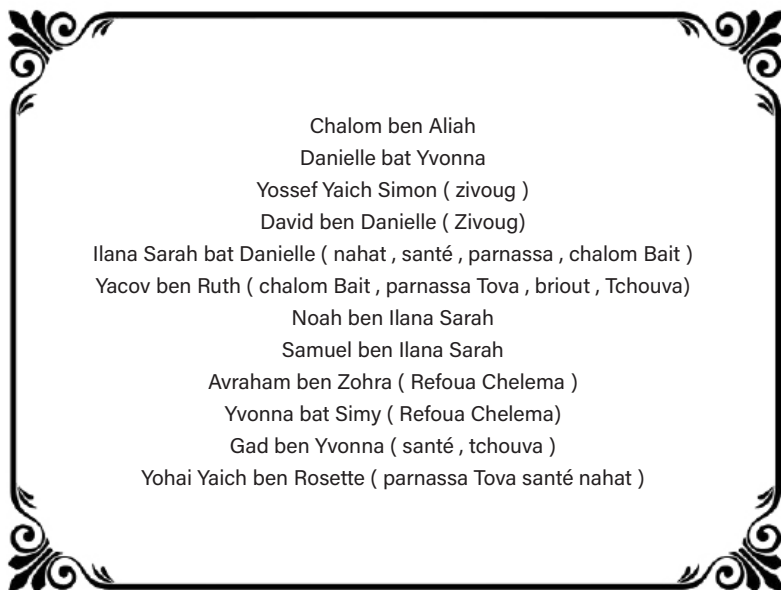 Chalom ben Aliah
Danielle bat Yvonna
Yossef Yaich Simon ( zivoug )
David ben Danielle ( Zivoug)
Ilana Sarah bat Danielle ( nahat , santé , parnassa , chalom Bait )
Yacov ben Ruth ( chalom Bait , parnassa Tova , briout , Tchouva)
Noah ben Ilana Sarah
Samuel ben Ilana Sarah
Avraham ben Zohra ( Refoua Chelema )
Yvonna bat Simy ( Refoua Chelema)
Gad ben Yvonna ( santé , tchouva )
Yohai Yaich ben Rosette ( parnassa Tova santé nahat )